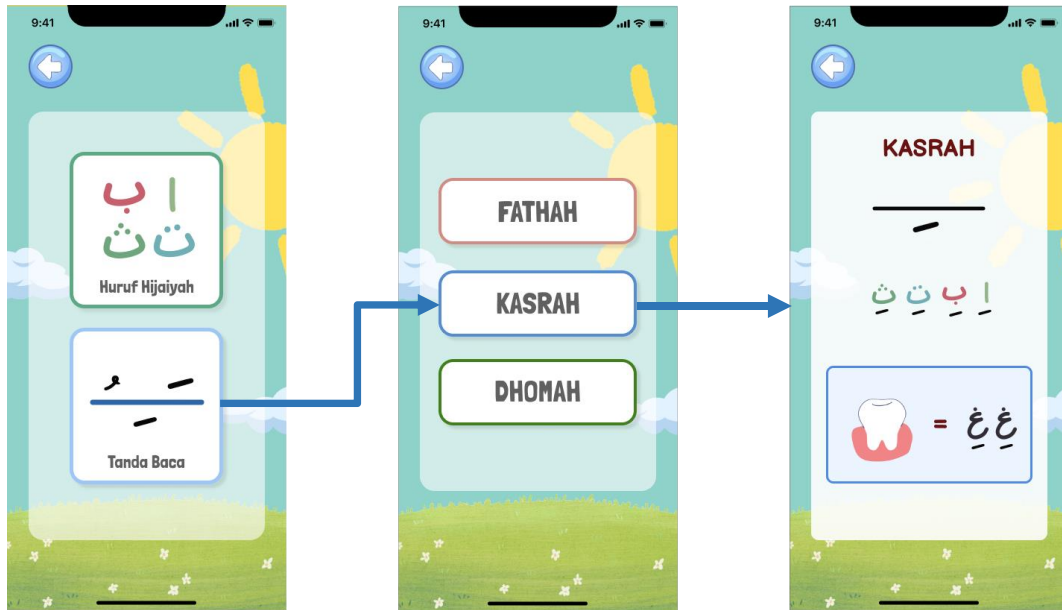 9:41
ا ب
ت ث
Huruf Hijaiyah
Tanda Baca
9:41
FATHAH
KASRAH
DHOMAH
9:41
KASRAH
اِ بِ تِ ثِ
= غِ غِ